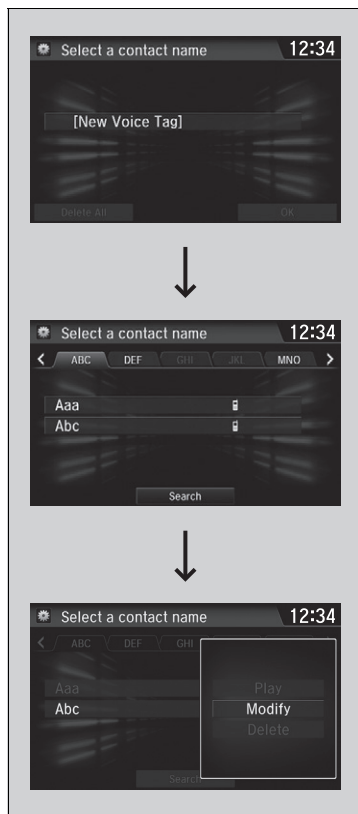 Select a contact name 12:34
[New Voice Tag]
Delete All OK
Select a contact name 12:34
ABC DEF GHI JKL MNO
Aaa
Abc
Search
Select a contact name 12:34
ABC DEF GHI
Aaa Play
Abc Modify
Delete
Search